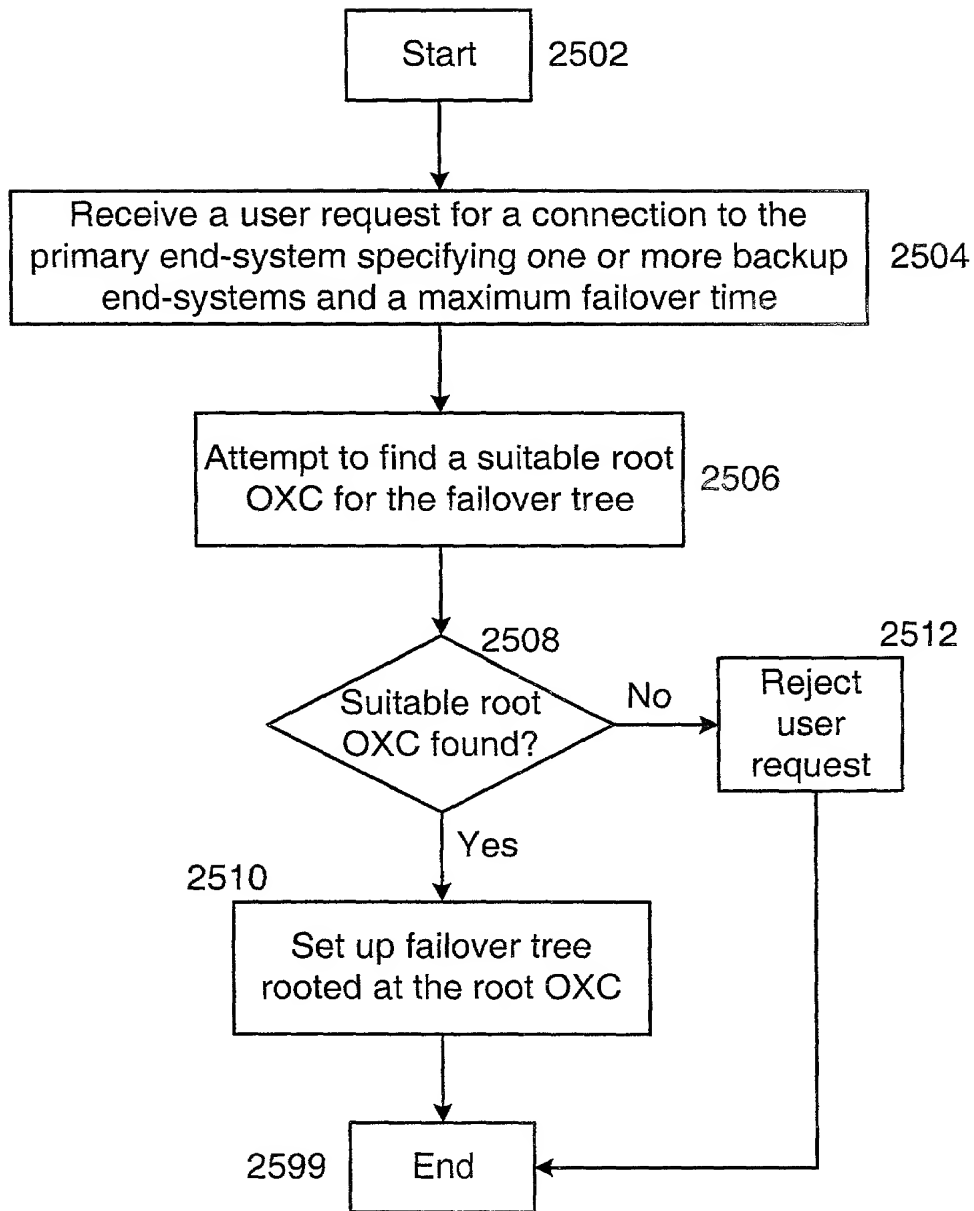 Start
2502
Receive a user request for a connection to the
primary end-system specifying one or more backup
end-systems and a maximum failover time
2504
Attempt to find a suitable root
OXC for the failover tree
2506
2508
Suitable root
OXC found?
No
2512
Reject
user
request
Yes
2510
Set up failover tree
rooted at the root OXC
2599
End